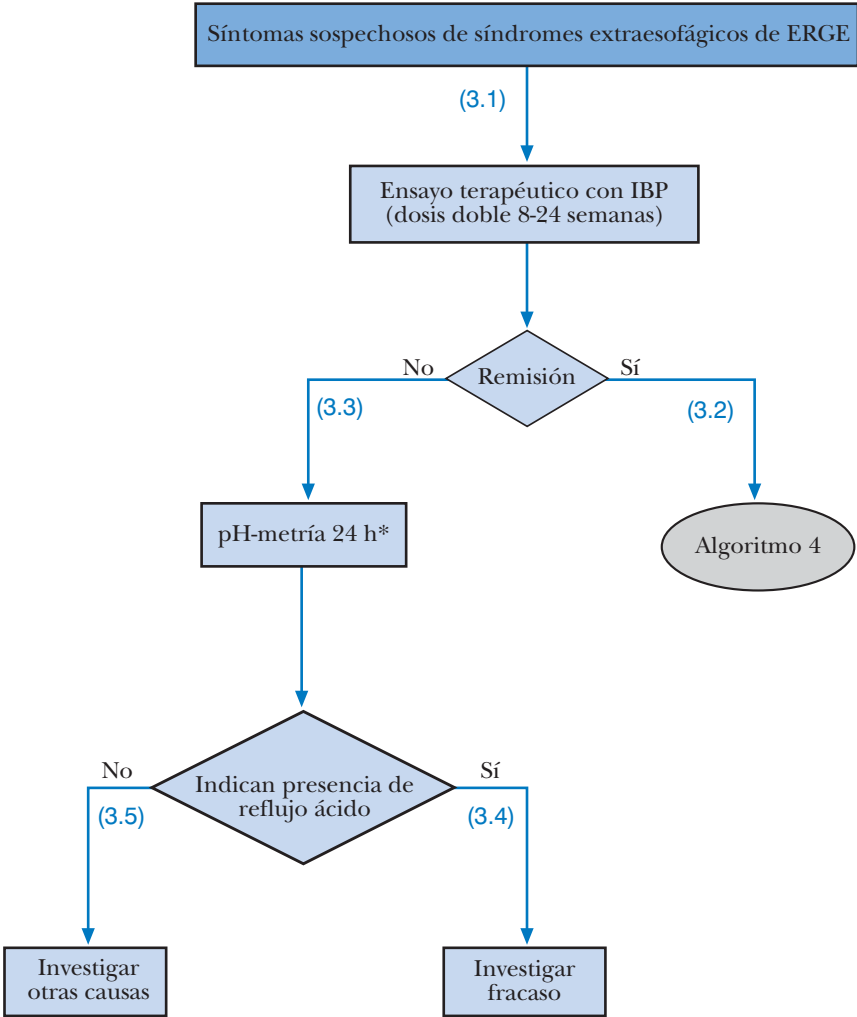 Síntomas sospechosos de síndromes extraesofágicos de ERGE
(3.1)
Ensayo terapéutico con IBP
(dosis doble 8-24 semanas)
No
Remisión
Sí
(3.3)
(3.2)
pH-metría 24 h*
Algoritmo 4
No
Indican presencia de
reflujo ácido
Sí
(3.5)
(3.4)
Investigar
otras causas
Investigar
fracaso